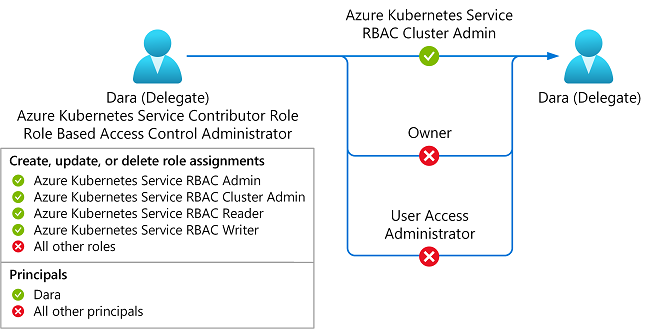 Azure Kubernetes Service
RBAC Cluster Admin
Dara (Delegate)
Azure Kubernetes Service Contributor Role
Role Based Access Control Administrator
Dara (Delegate)
Owner
User Access
Administrator
Create, update, or delete role assignments
Azure Kubernetes Service RBAC Admin
Azure Kubernetes Service RBAC Cluster Admin
Azure Kubernetes Service RBAC Reader
Azure Kubernetes Service RBAC Writer
All other roles
Principals
Dara
All other principals